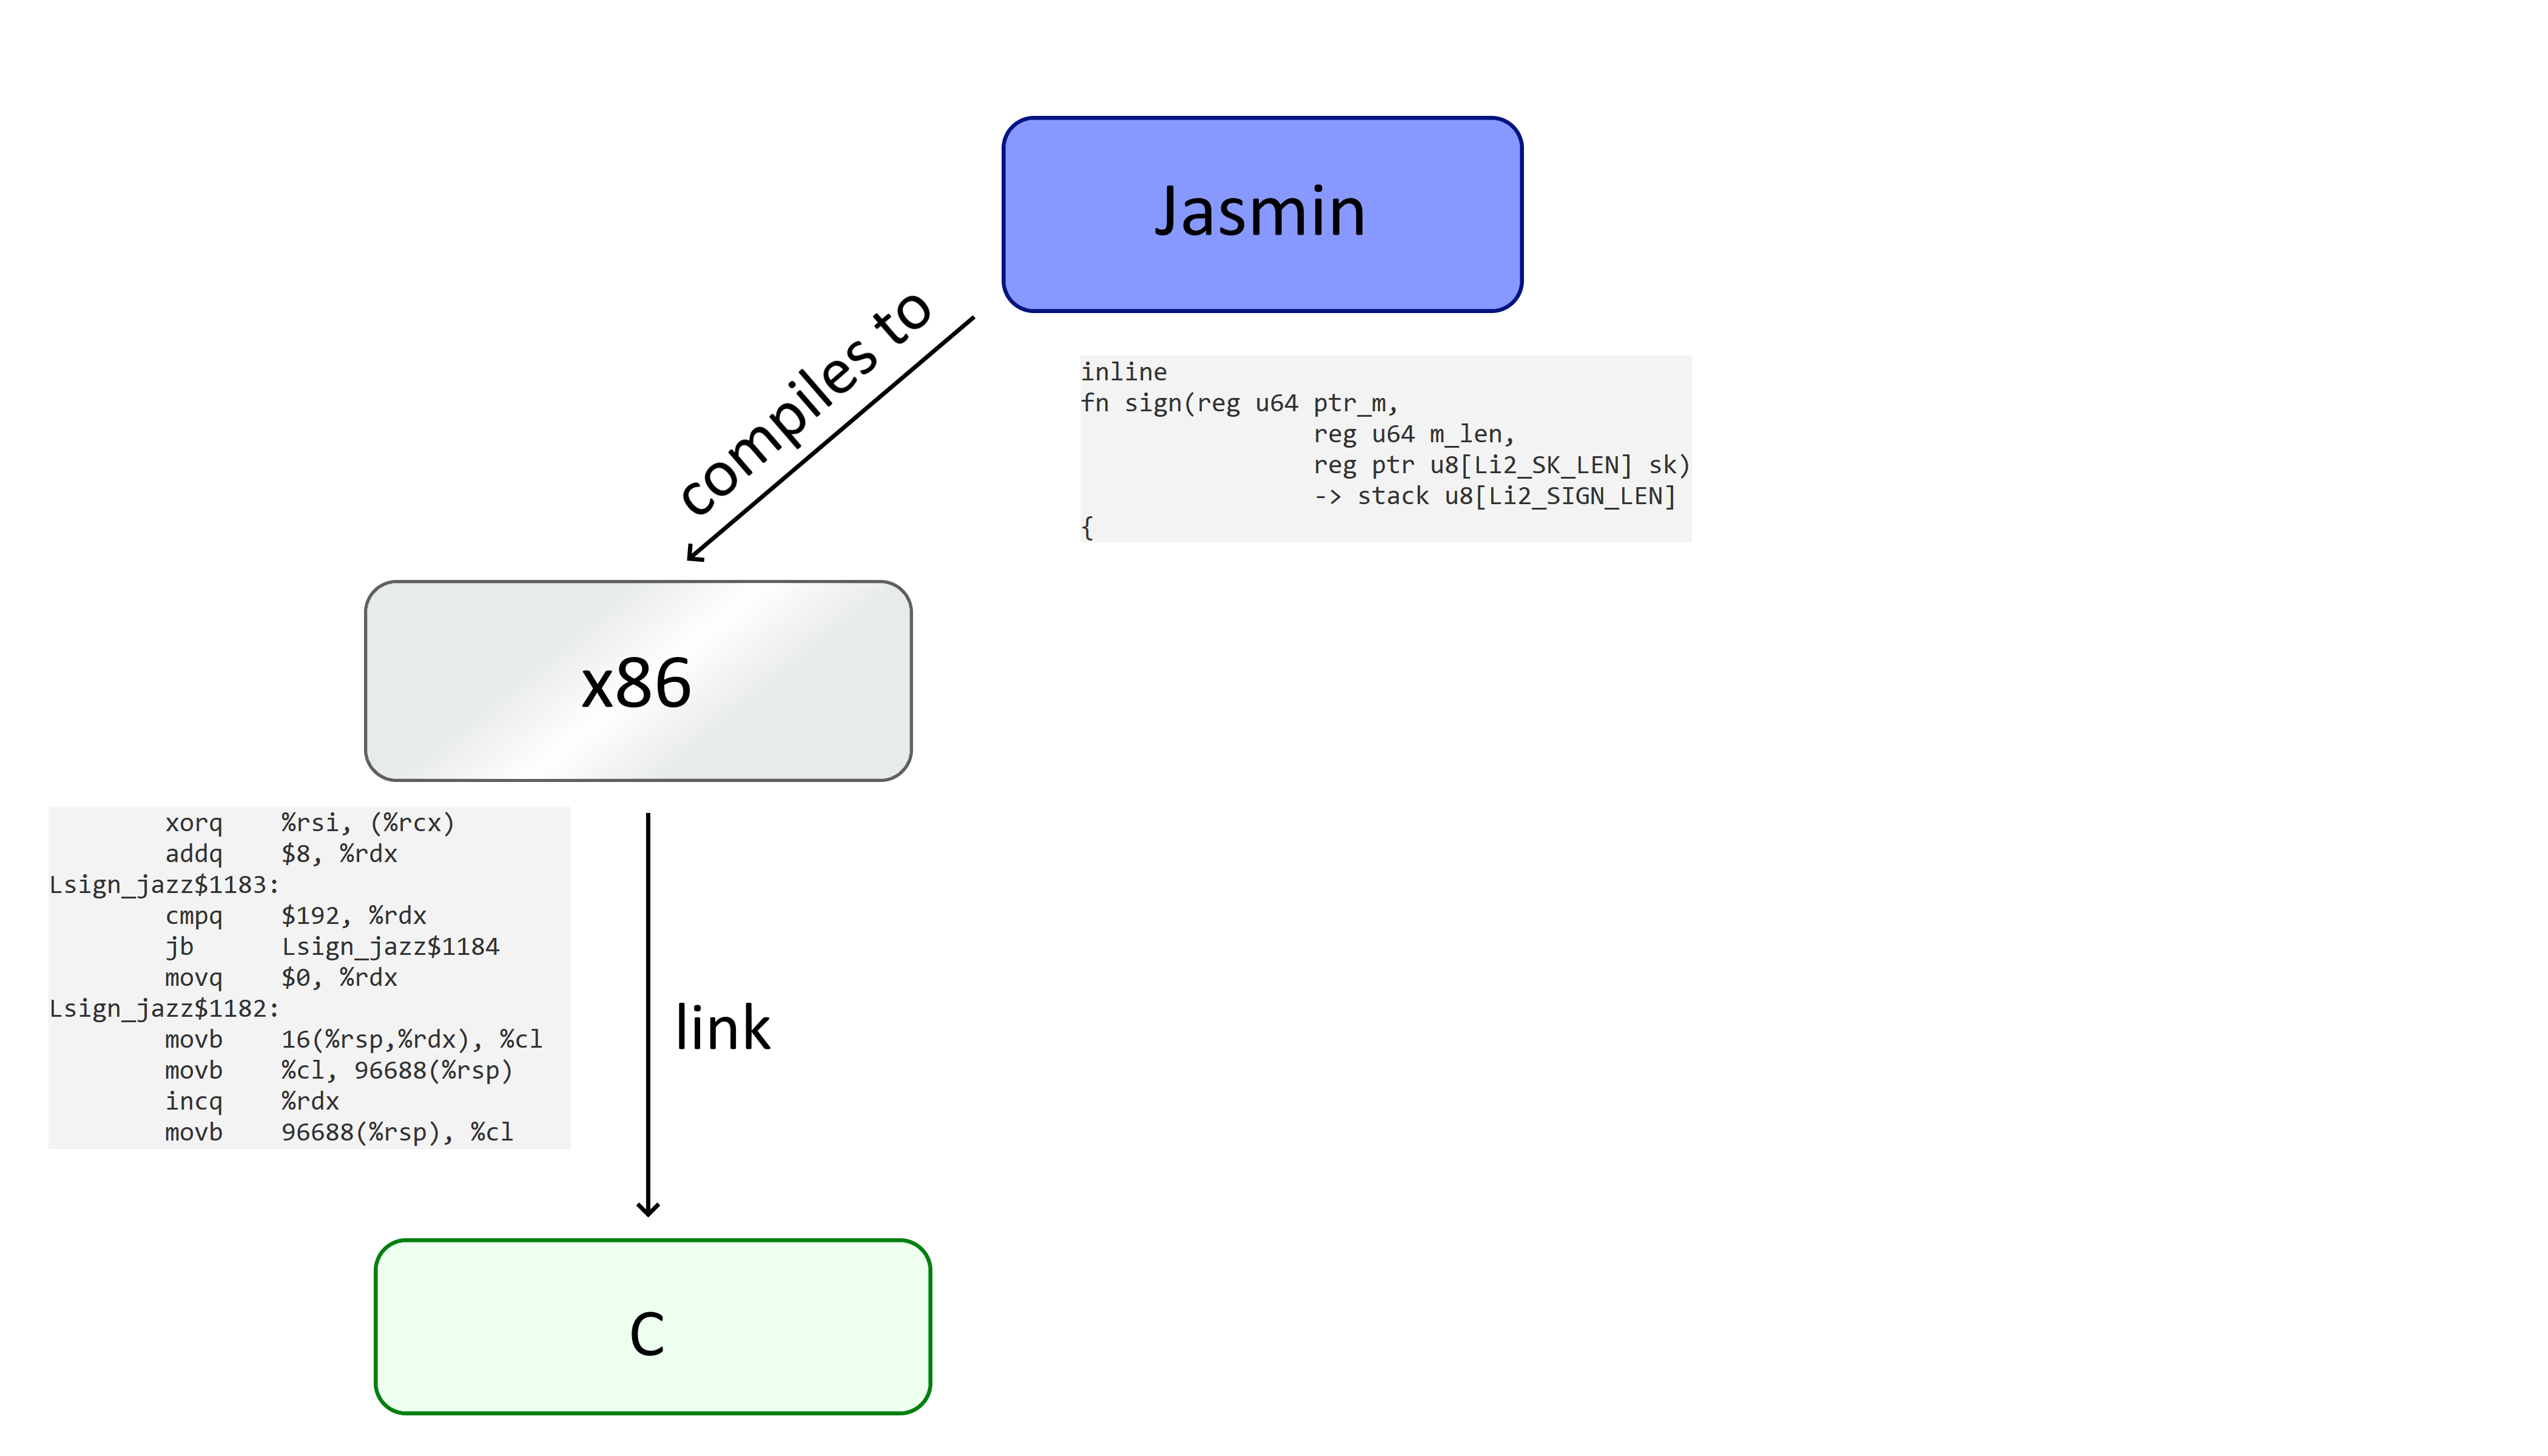 Jasmin
compiles to
inline
fn sign(reg u64 ptr_m,
                reg u64 m_len,
                reg ptr u8[Li2_SK_LEN] sk)
                -> stack u8[Li2_SIGN_LEN]
{
x86
        xorq    %rsi, (%rcx)
        addq    $8, %rdx
Lsign_jazz$1183:
        cmpq    $192, %rdx
        jb      Lsign_jazz$1184
        movq    $0, %rdx
Lsign_jazz$1182:
        movb    16(%rsp,%rdx), %cl
        movb    %cl, 96688(%rsp)
        incq    %rdx
        movb    96688(%rsp), %cl
link
C